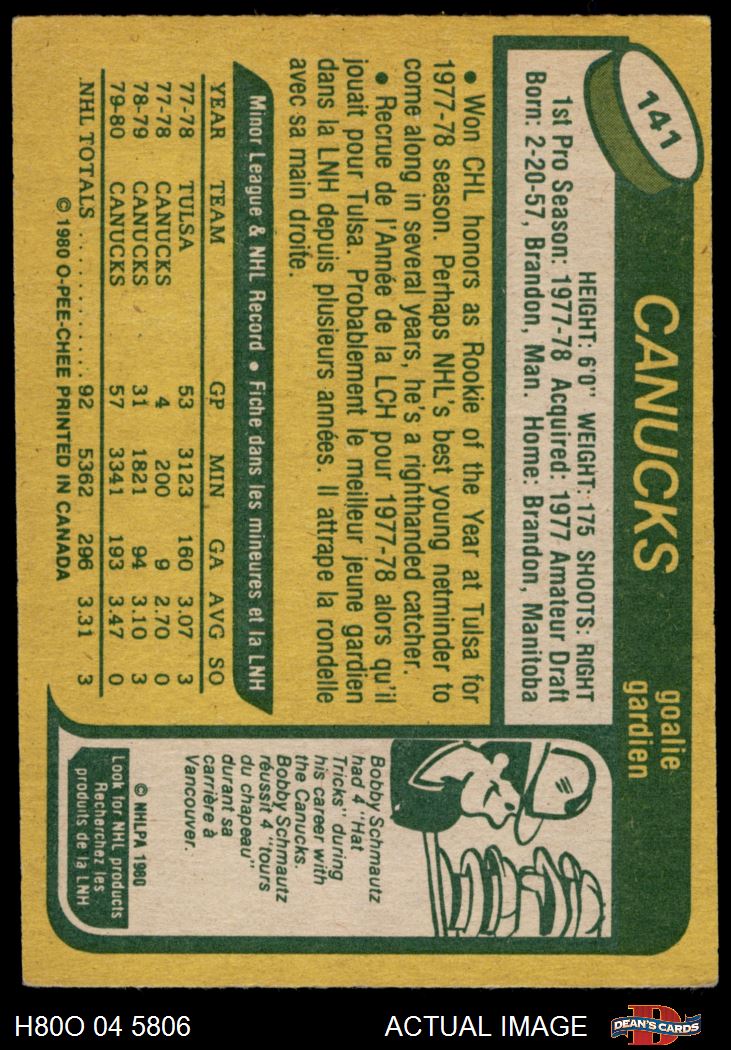 141
CANUCKS
goalie
gardien
HEIGHT: 6'0" WEIGHT: 175 SHOOTS: RIGHT
1st Pro Season: 1977-78 Acquired: 1977 Amateur Draft
Born: 2-20-57, Brandon, Man. Home: Brandon, Manitoba
• Won CHL honors as Rookie of the Year at Tulsa for
1977-78 season. Perhaps NHL's best young netminder to
come along in several years, he's a righthanded catcher.
• Recrue de l'Année de la LCH pour 1977-78 alors qu'il
jouait pour Tulsa. Probablement le meilleur jeune gardien
dans la LNH depuis plusieurs années. Il attrape la rondelle
avec sa main droite.
Minor League & NHL Record • Fiche dans les mineures et la LNH
YEAR TEAM GP MIN GA AVG SO
77-78 TULSA 53 3123 160 3.07 3
77-78 CANUCKS 4 200 9 2.70 0
78-79 CANUCKS 31 1821 94 3.10 3
79-80 CANUCKS 57 3341 193 3.47 0
NHL TOTALS .......... 92 5362 296 3.31 3
© 1980 O-PEE-CHEE PRINTED IN CANADA
Bobby Schmautz
had 4 "Hat
Tricks" during
his career with
the Canucks.
Bobby Schmautz
réussit 4 "tours
du chapeau"
durant sa
carrière à
Vancouver.
© NHLPA 1980
Look for NHL products
Recherchez les
produits de la LNH
H80O 04 5806
ACTUAL IMAGE
D
DEAN'S CARDS